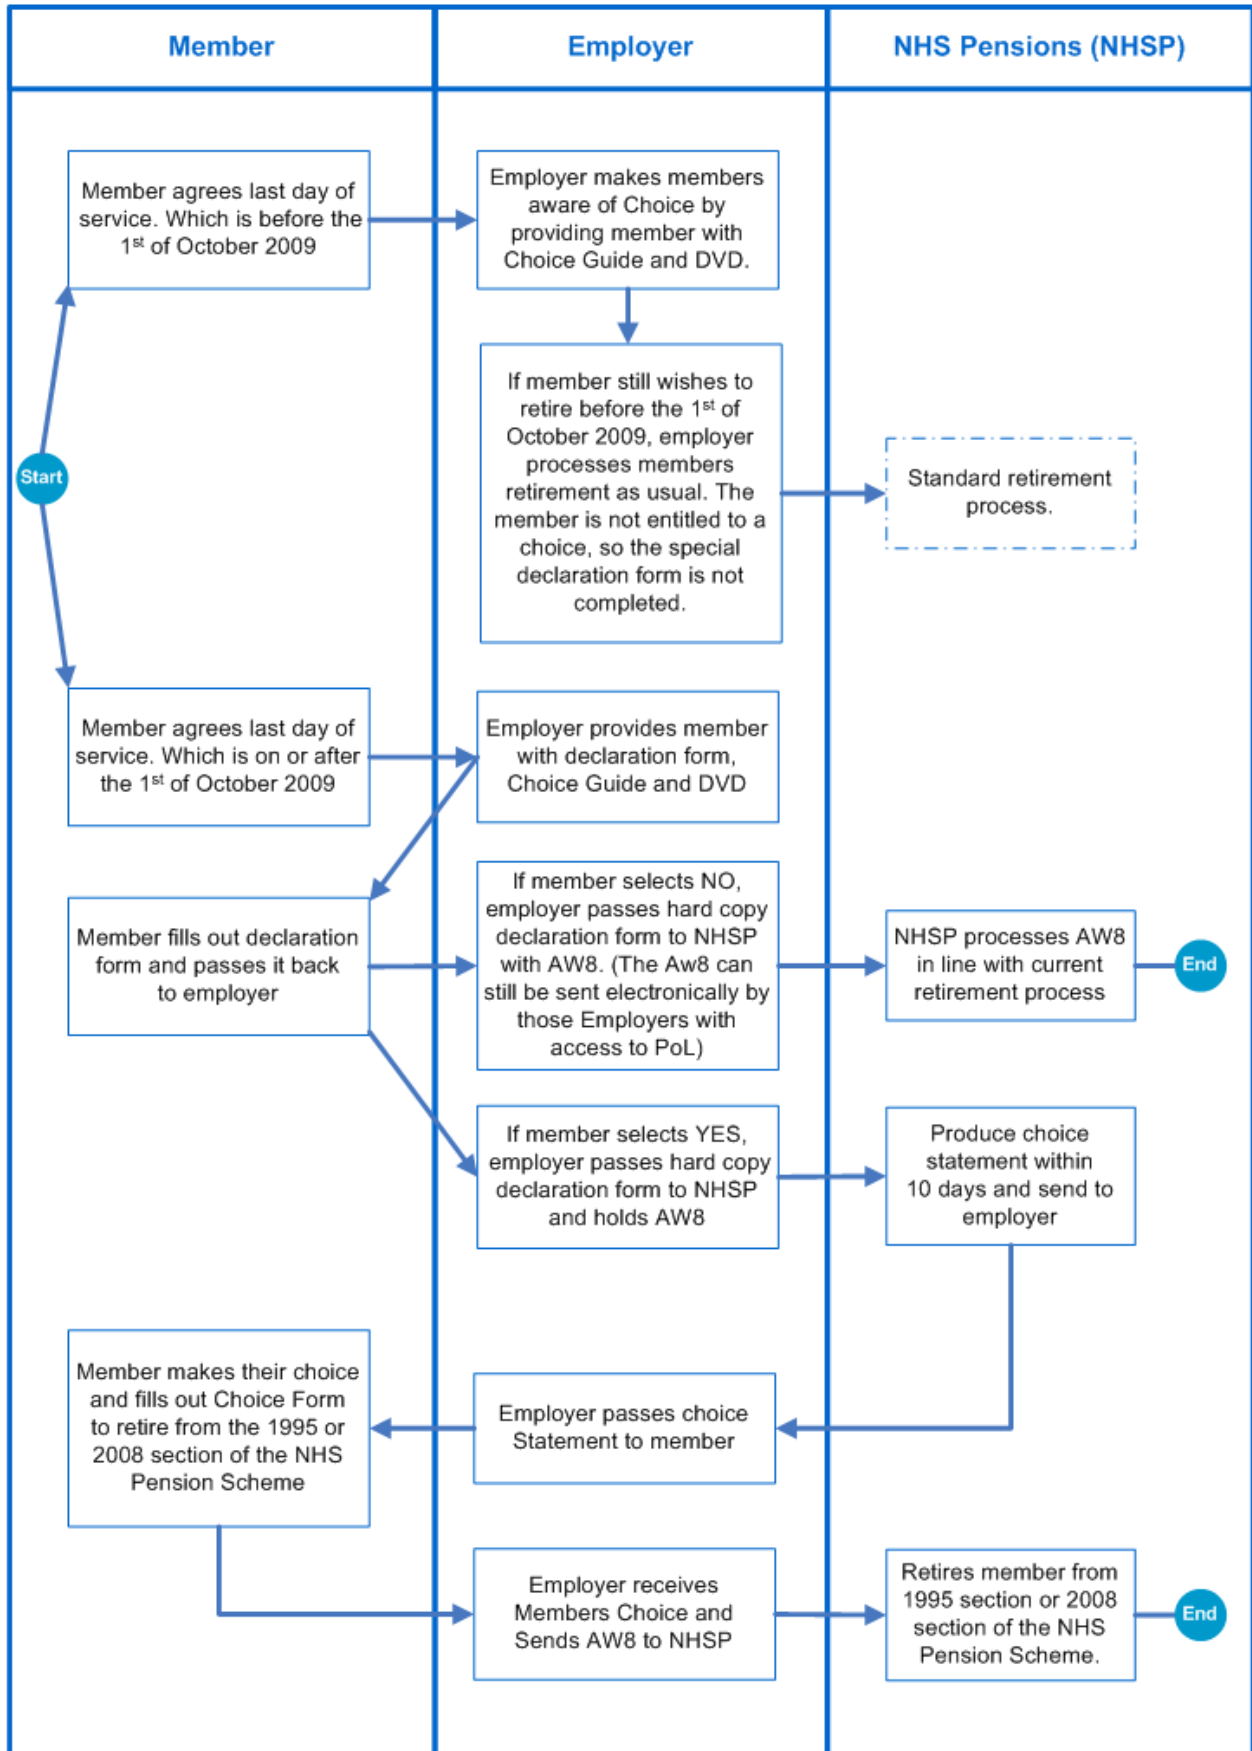 Member
Employer
NHS Pensions (NHSP)
Member agrees last day of
service. Which is before the
1st of October 2009
Employer makes members
aware of Choice by
providing member with
Choice Guide and DVD.
If member still wishes to
retire before the 1st of
October 2009, employer
processes members
retirement as usual. The
member is not entitled to a
choice, so the special
declaration form is not
completed.
Start
Standard retirement
process.
Member agrees last day of
service. Which is on or after
the 1st of October 2009
Employer provides member
with declaration form,
Choice Guide and DVD
Member fills out declaration
form and passes it back
to employer
If member selects NO,
employer passes hard copy
declaration form to NHSP
with AW8. (The Aw8 can
still be sent electronically by
those Employers with
access to PoL)
NHSP processes AW8
in line with current
retirement process
End
If member selects YES,
employer passes hard copy
declaration form to NHSP
and holds AW8
Produce choice
statement within
10 days and send to
employer
Member makes their choice
and fills out Choice Form
to retire from the 1995 or
2008 section of the NHS
Pension Scheme
Employer passes choice
Statement to member
Employer receives
Members Choice and
Sends AW8 to NHSP
Retires member from
1995 section or 2008
section of the NHS
Pension Scheme.
End